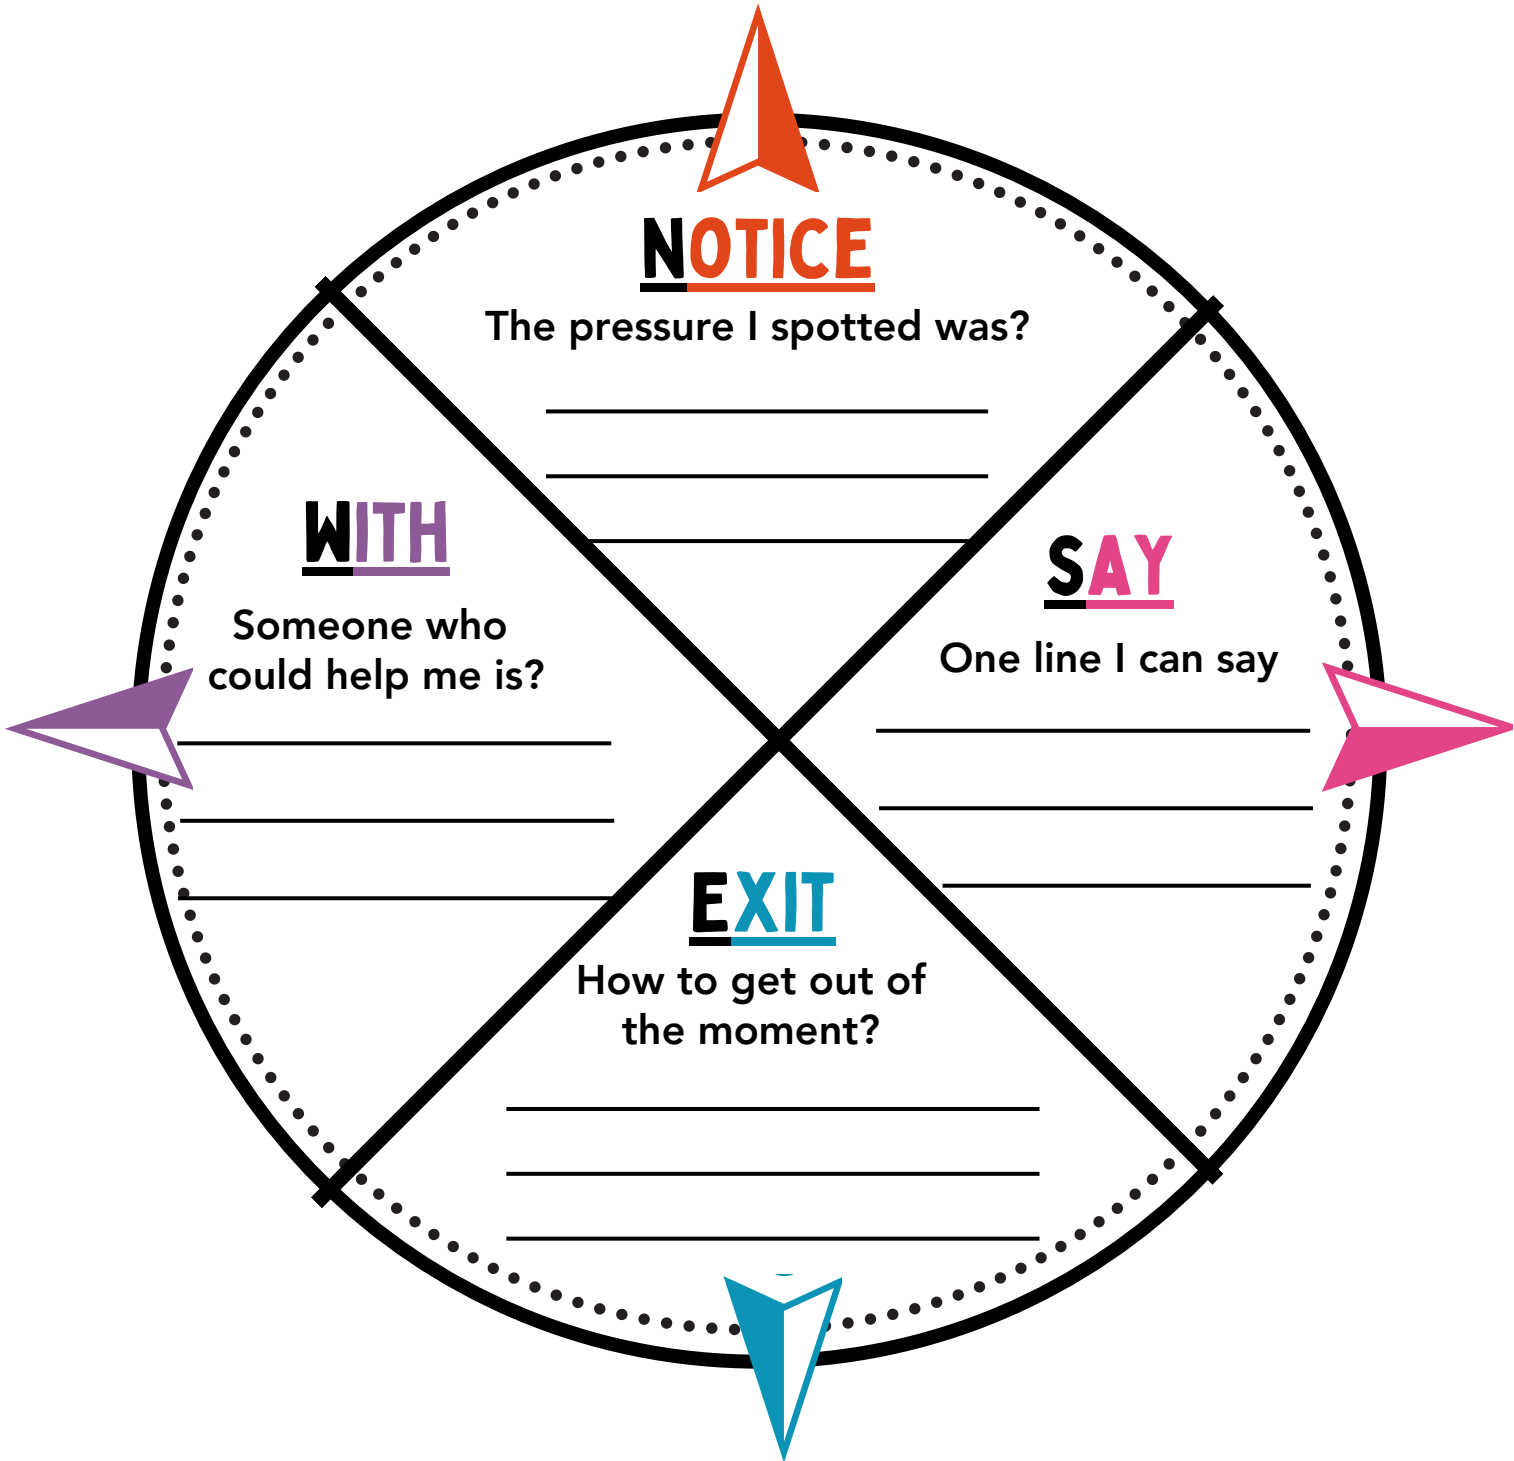 NOTICE
The pressure I spotted was?
WITH
Someone who
could help me is?
SAY
One line I can say
EXIT
How to get out of
the moment?